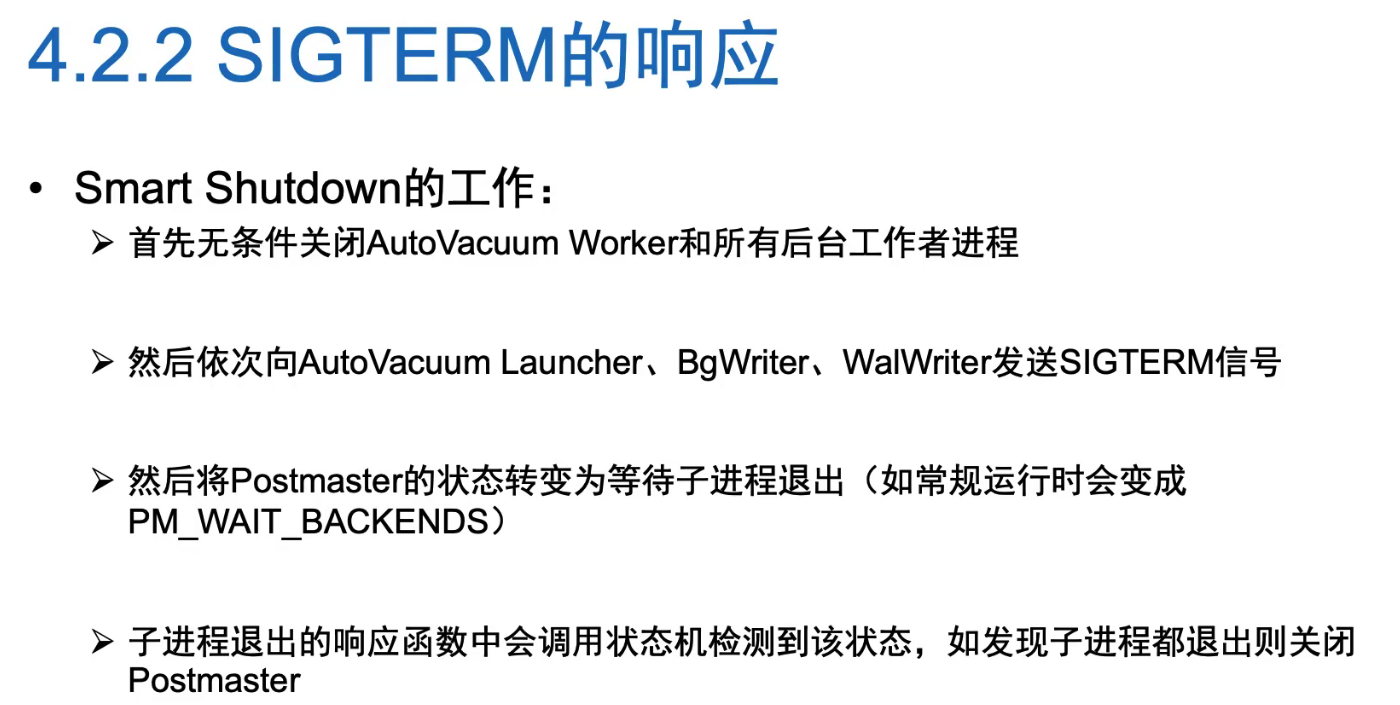 4.2.2 SIGTERM的响应
• Smart Shutdown的工作：
➢ 首先无条件关闭AutoVacuum Worker和所有后台工作者进程
➢ 然后依次向AutoVacuum Launcher、BgWriter、WalWriter发送SIGTERM信号
➢ 然后将Postmaster的状态转变为等待子进程退出（如常规运行时会变成
PM_WAIT_BACKENDS）
➢ 子进程退出的响应函数中会调用状态机检测到该状态，如发现子进程都退出则关闭
Postmaster